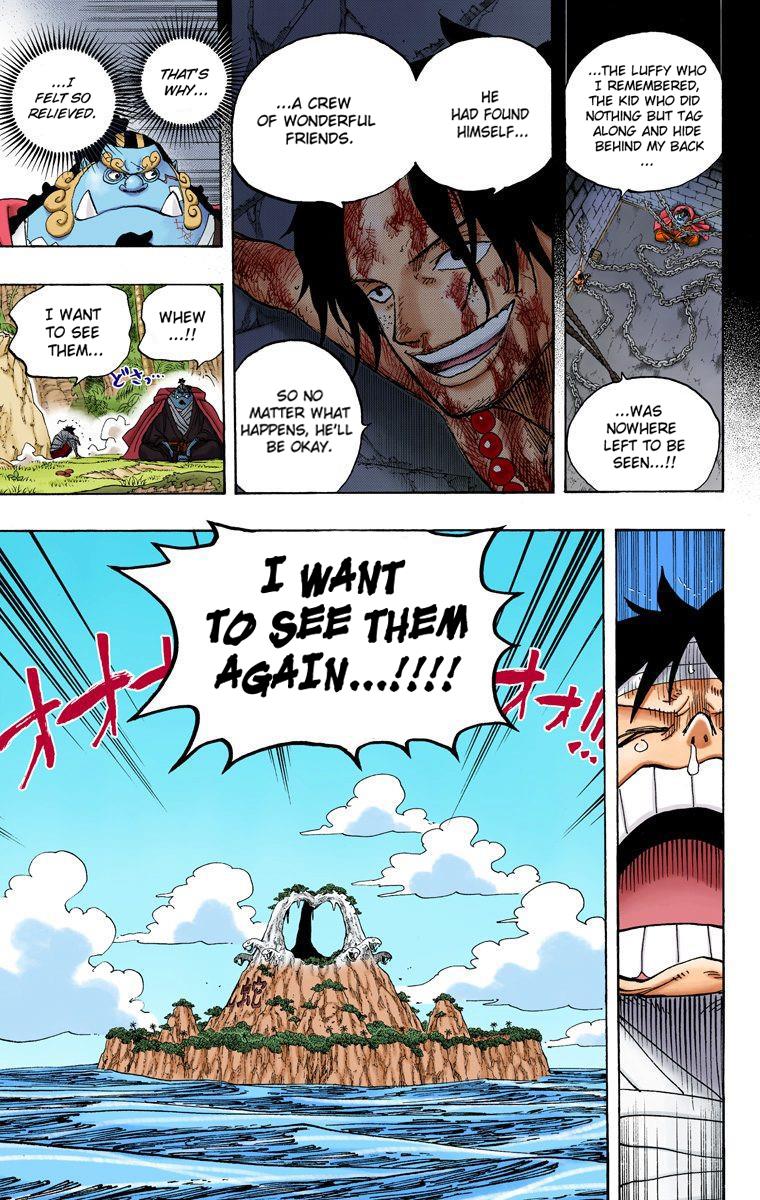 ...THE LUFFY WHO
I REMEMBERED,
THE KID WHO DID
NOTHING BUT TAG
ALONG AND HIDE
BEHIND MY BACK
...
...WAS
NOWHERE
LEFT TO BE
SEEN...!!
HE
HAD FOUND
HIMSELF...
...A CREW
OF WONDERFUL
FRIENDS.
SO NO
MATTER WHAT
HAPPENS, HE'LL
BE OKAY.
THAT'S
WHY...
...I
FELT SO
RELIEVED.
WHEW
...!!
I WANT
TO SEE
THEM...
どさっ…
I WANT
TO SEE THEM
AGAIN...!!!!
オオオ
オオ!!!
蛇